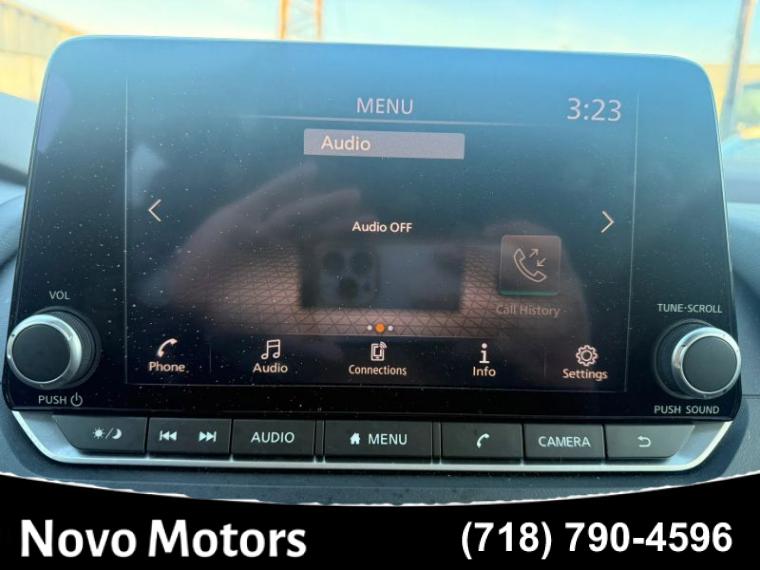 MENU
3:23
Audio
Audio OFF
Call History
VOL
TUNE·SCROLL
Phone
Audio
Connections
Info
Settings
PUSH
PUSH SOUND
AUDIO
MENU
CAMERA
Novo Motors
(718) 790-4596